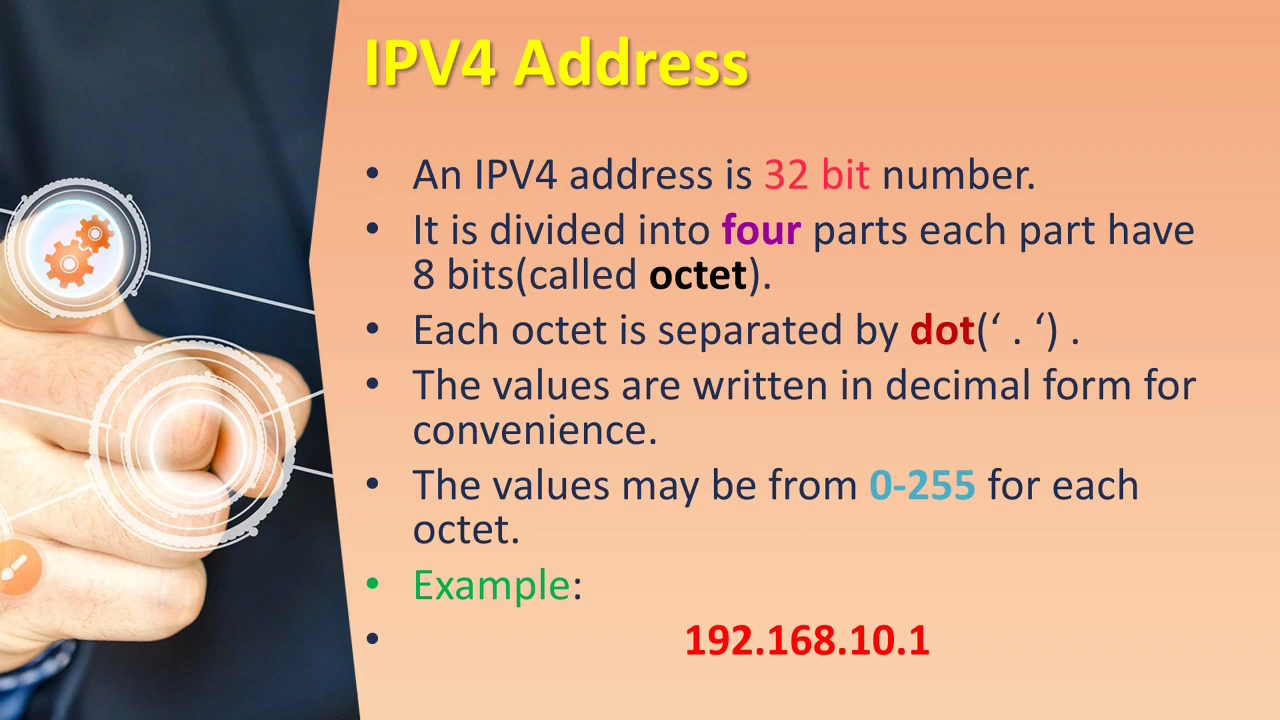 IPV4 Address
• An IPV4 address is 32 bit number.
• It is divided into four parts each part have
8 bits(called octet).
• Each octet is separated by dot(‘ . ‘) .
• The values are written in decimal form for
convenience.
• The values may be from 0-255 for each
octet.
• Example:
• 192.168.10.1